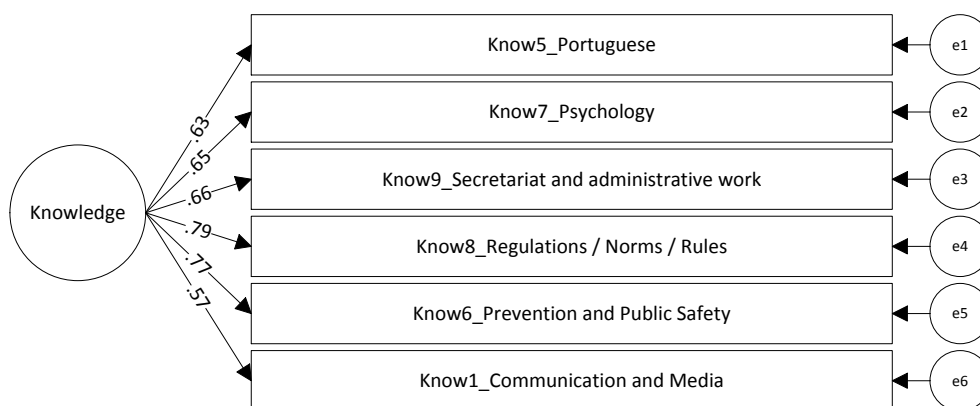 Know5_Portuguese
e1
.63
Know7_Psychology
e2
.65
Know9_Secretariat and administrative work
e3
.66
Knowledge
Know8_Regulations / Norms / Rules
e4
.79
Know6_Prevention and Public Safety
e5
.77
Know1_Communication and Media
e6
.57